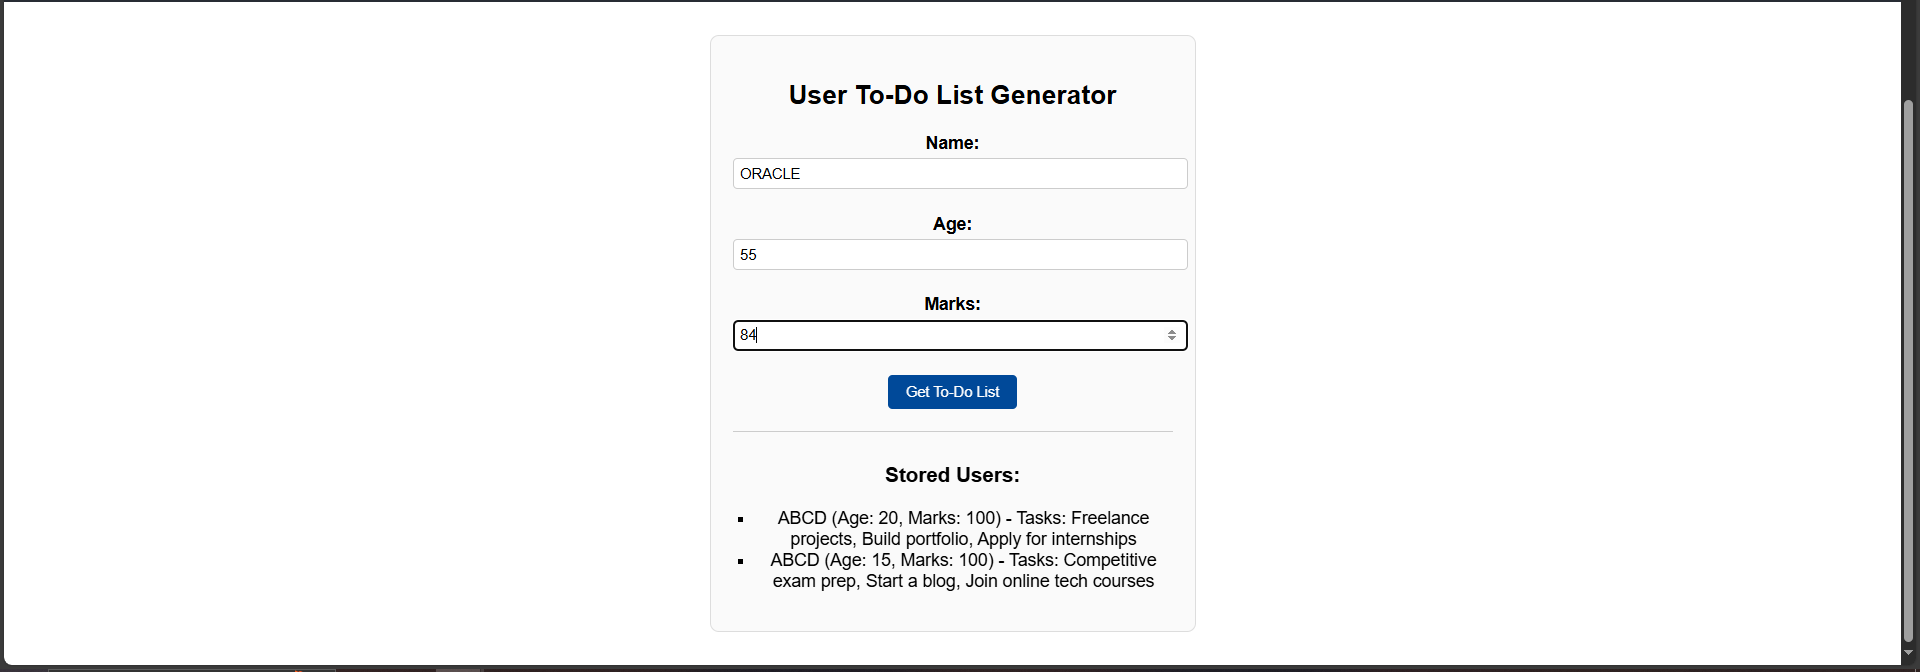 User To-Do List Generator
Name:
ORACLE
Age:
55
Marks:
84
Get To-Do List
Stored Users:
ABCD (Age: 20, Marks: 100) - Tasks: Freelance
projects, Build portfolio, Apply for internships
ABCD (Age: 15, Marks: 100) - Tasks: Competitive
exam prep, Start a blog, Join online tech courses